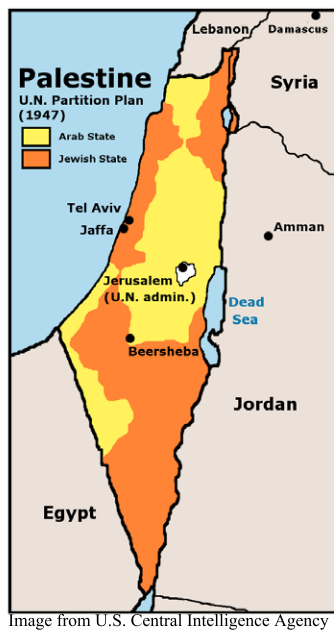 Lebanon
Damascus
Palestine
U.N. Partition Plan
(1947)
Syria
Arab State
Jewish State
Tel Aviv
Jaffa
Amman
Jerusalem
(U.N. admin.)
Dead
Sea
Beersheba
Jordan
Egypt
Image from U.S. Central Intelligence Agency